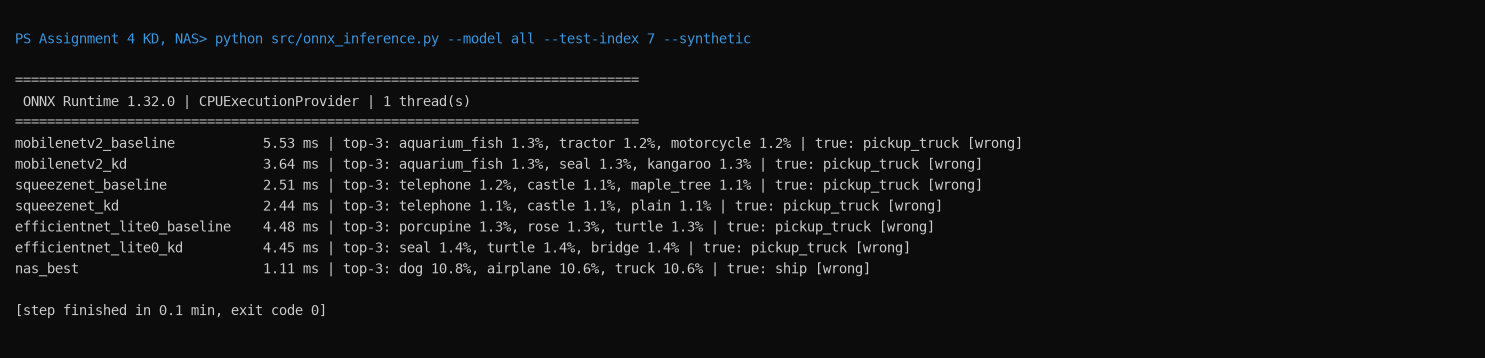 PS Assignment 4 KD, NAS> python src/onnx_inference.py --model all --test-index 7 --synthetic
==============================================================================
ONNX Runtime 1.32.0 | CPUExecutionProvider | 1 thread(s)
==============================================================================
mobilenetv2_baseline           5.53 ms | top-3: aquarium_fish 1.3%, tractor 1.2%, motorcycle 1.2% | true: pickup_truck [wrong]
mobilenetv2_kd                 3.64 ms | top-3: aquarium_fish 1.3%, seal 1.3%, kangaroo 1.3% | true: pickup_truck [wrong]
squeezenet_baseline            2.51 ms | top-3: telephone 1.2%, castle 1.1%, maple_tree 1.1% | true: pickup_truck [wrong]
squeezenet_kd                  2.44 ms | top-3: telephone 1.1%, castle 1.1%, plain 1.1% | true: pickup_truck [wrong]
efficientnet_lite0_baseline    4.48 ms | top-3: porcupine 1.3%, rose 1.3%, turtle 1.3% | true: pickup_truck [wrong]
efficientnet_lite0_kd          4.45 ms | top-3: seal 1.4%, turtle 1.4%, bridge 1.4% | true: pickup_truck [wrong]
nas_best                       1.11 ms | top-3: dog 10.8%, airplane 10.6%, truck 10.6% | true: ship [wrong]
[step finished in 0.1 min, exit code 0]